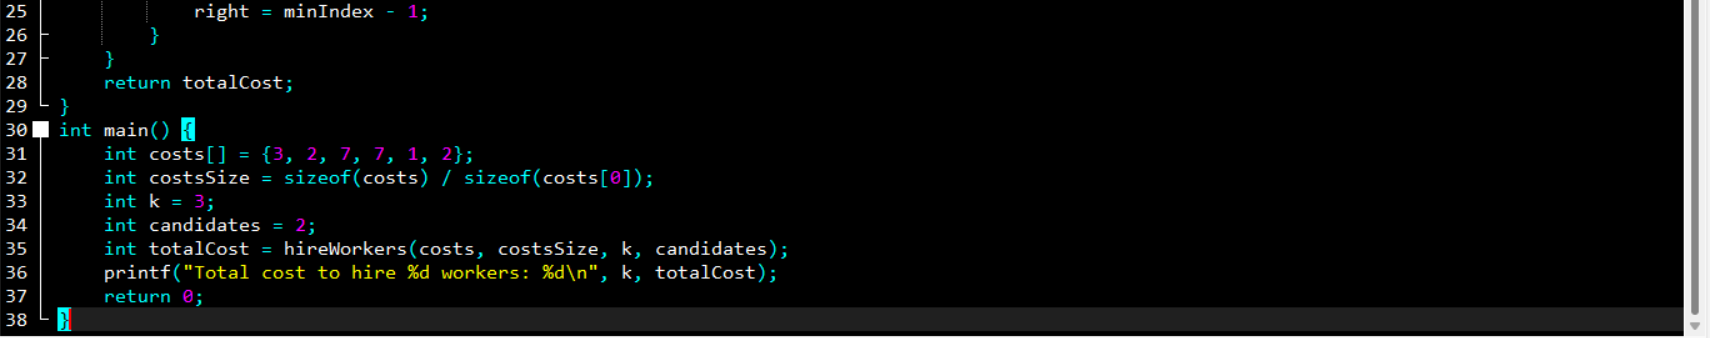 25 right = minIndex - 1;
26 }
27 }
28 return totalCost;
29 }
30 int main() {
31 int costs[] = {3, 2, 7, 7, 1, 2};
32 int costsSize = sizeof(costs) / sizeof(costs[0]);
33 int k = 3;
34 int candidates = 2;
35 int totalCost = hireWorkers(costs, costsSize, k, candidates);
36 printf("Total cost to hire %d workers: %d\n", k, totalCost);
37 return 0;
38 }